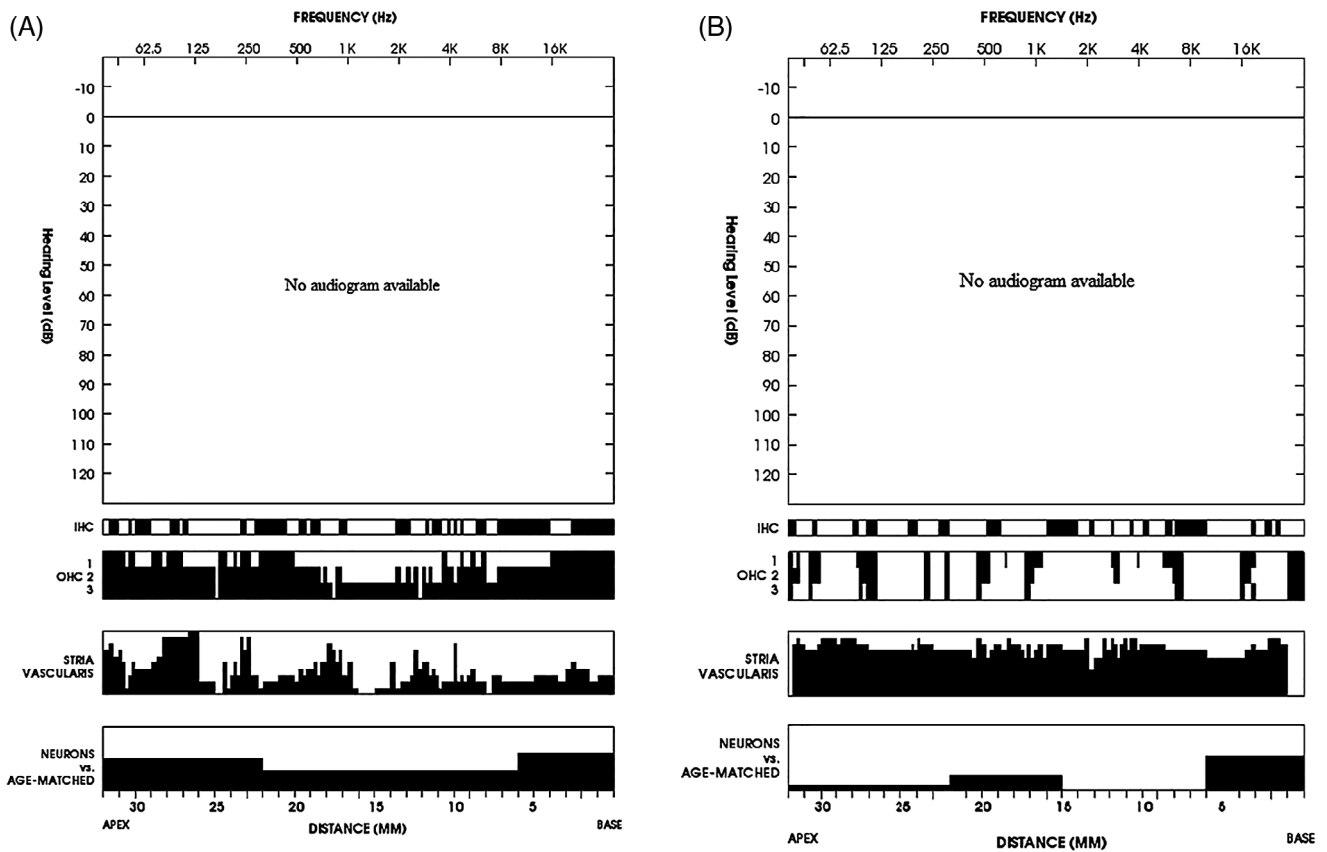 (A)
FREQUENCY (Hz)
62.5 125 250 500 1K 2K 4K 8K 16K
Hearing Level (dB)
-10
0
10
20
30
40
50
60
70
80
90
100
110
120
No audiogram available
IHC
1
OHC 2
3
STRIA
VASCULARIS
NEURONS
vs.
AGE-MATCHED
30 25 20 15 10 5
APEX
DISTANCE (MM)
BASE
(B)
FREQUENCY (Hz)
62.5 125 250 500 1K 2K 4K 8K 16K
Hearing Level (dB)
-10
0
10
20
30
40
50
60
70
80
90
100
110
120
No audiogram available
IHC
1
OHC 2
3
STRIA
VASCULARIS
NEURONS
vs.
AGE-MATCHED
30 25 20 15 10 5
APEX
DISTANCE (MM)
BASE